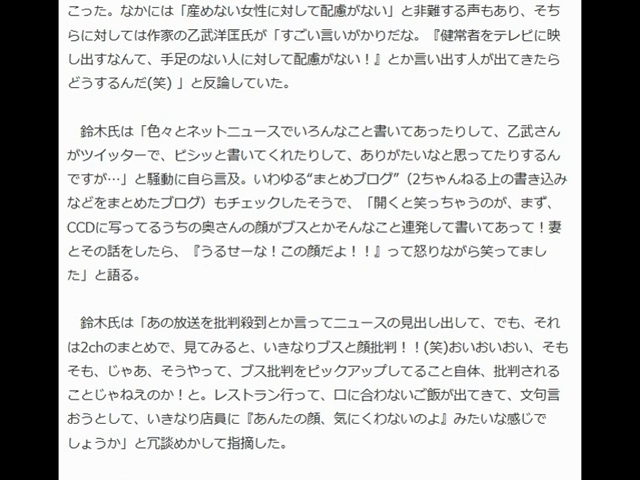 こった。なかには「産めない女性に対して配慮がない」と非難する声もあり、そち
らに対しては作家の乙武洋匡氏が「すごい言いがかりだな。『健常者をテレビに映
し出すなんて、手足のない人に対して配慮がない！』とか言い出す人が出てきたら
どうするんだ(笑) 」と反論していた。
鈴木氏は「色々とネットニュースでいろんなこと書いてあったりして、乙武さん
がツイッターで、ビシッと書いてくれたりして、ありがたいなと思ってたりするん
ですが…」と騒動に自ら言及。いわゆる“まとめブログ”（2ちゃんねる上の書き込み
などをまとめたブログ）もチェックしたそうで、「開くと笑っちゃうのが、まず、
CCDに写ってるうちの奥さんの顔がブスとかそんなこと連発して書いてあって！妻
とその話をしたら、『うるせーな！この顔だよ！！』って怒りながら笑ってまし
た」と語る。
鈴木氏は「あの放送を批判殺到とか言ってニュースの見出し出して、でも、それ
は2chのまとめで、見てみると、いきなりブスと顔批判！！(笑)おいおいおい、そも
そも、じゃあ、そうやって、ブス批判をピックアップしてること自体、批判される
ことじゃねえのか！と。レストラン行って、口に合わないご飯が出てきて、文句言
おうとして、いきなり店員に『あんたの顔、気にくわないのよ』みたいな感じで
しょうか」と冗談めかして指摘した。